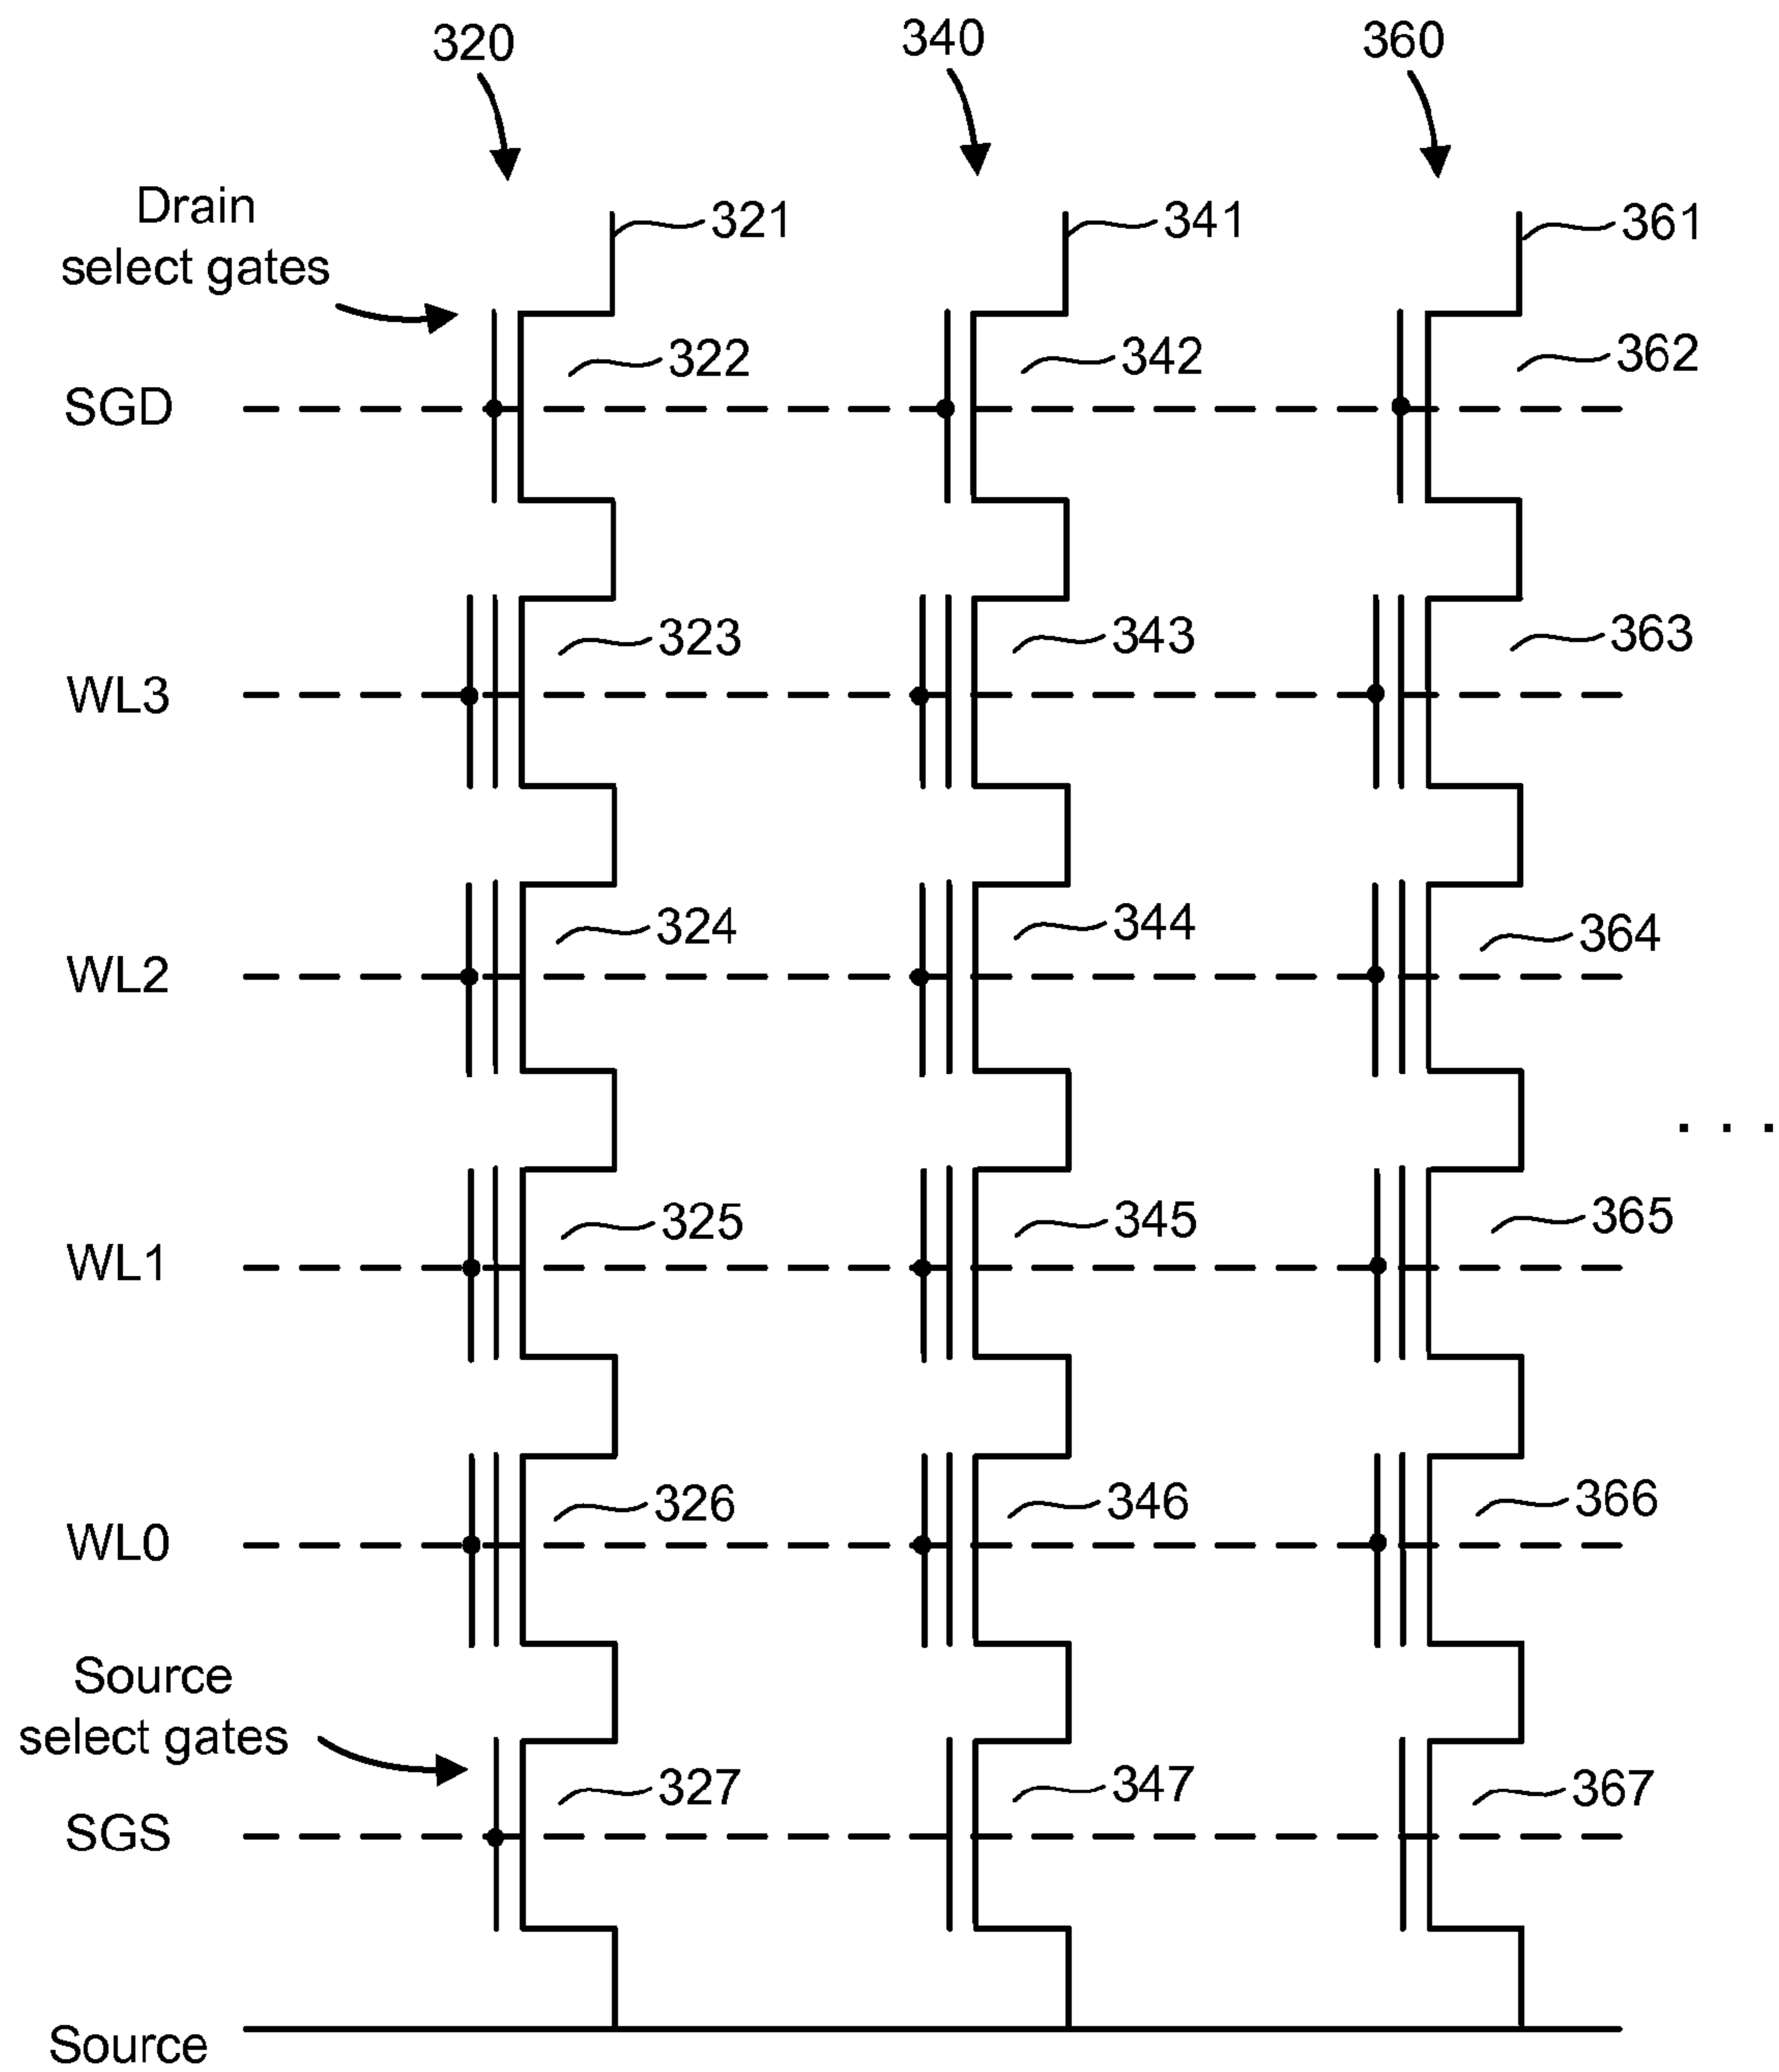 320 340 360
Drain
select gates
321 341 361
322 342 362
SGD
323 343 363
WL3
324 344 364
WL2
. . .
325 345 365
WL1
326 346 366
WL0
Source
select gates
327 347 367
SGS
Source